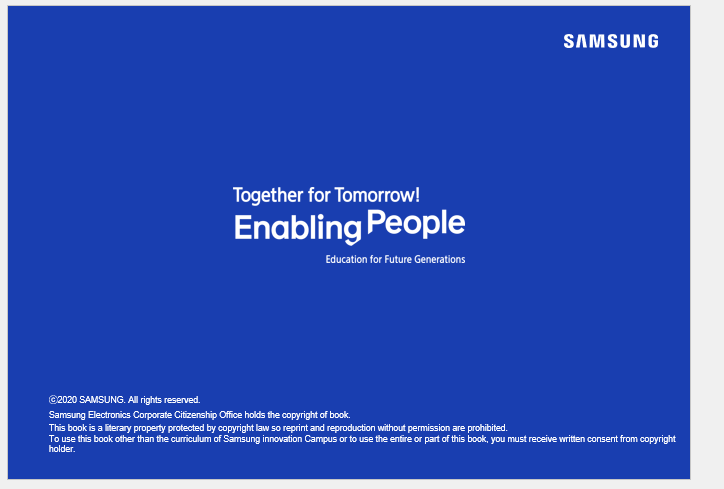 SAMSUNG
Together for Tomorrow!
Enabling People
Education for Future Generations
ⓒ2020 SAMSUNG. All rights reserved.
Samsung Electronics Corporate Citizenship Office holds the copyright of book.
This book is a literary property protected by copyright law so reprint and reproduction without permission are prohibited.
To use this book other than the curriculum of Samsung innovation Campus or to use the entire or part of this book, you must receive written consent from copyright
holder.